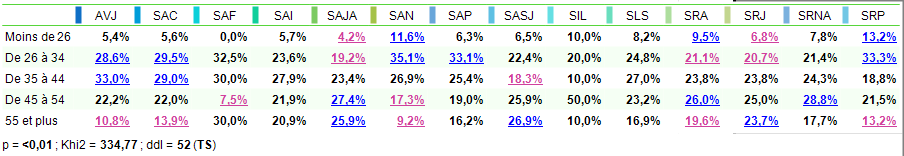 AVJ SAC SAF SAI SAJA SAN SAP SASJ SIL SLS SRA SRJ SRNA SRP
Moins de 26 5,4% 5,6% 0,0% 5,7% 4,2% 11,6% 6,3% 6,5% 10,0% 8,2% 9,5% 6,8% 7,8% 13,2%
De 26 à 34 28,6% 29,5% 32,5% 23,6% 19,2% 35,1% 33,1% 22,4% 20,0% 24,8% 21,1% 20,7% 21,4% 33,3%
De 35 à 44 33,0% 29,0% 30,0% 27,9% 23,4% 26,9% 25,4% 18,3% 10,0% 27,0% 23,8% 23,8% 24,3% 18,8%
De 45 à 54 22,2% 22,0% 7,5% 21,9% 27,4% 17,3% 19,0% 25,9% 50,0% 23,2% 26,0% 25,0% 28,8% 21,5%
55 et plus 10,8% 13,9% 30,0% 20,9% 25,9% 9,2% 16,2% 26,9% 10,0% 16,9% 19,6% 23,7% 17,7% 13,2%
p = <0,01 ; Khi2 = 334,77 ; ddl = 52 (TS)